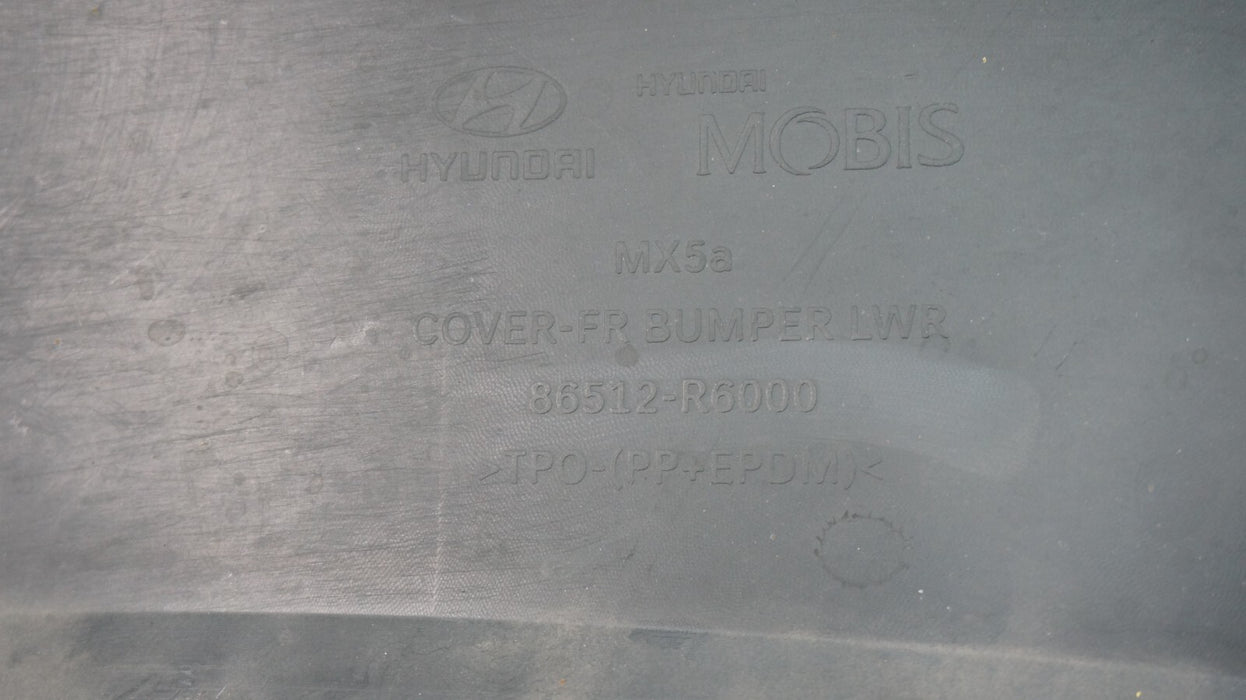 HYUNDAI
HYUNDAI
MOBIS
MX5a
COVER-FR BUMPER LWR
86512-R6000
>TPO-(PP+EPDM)<